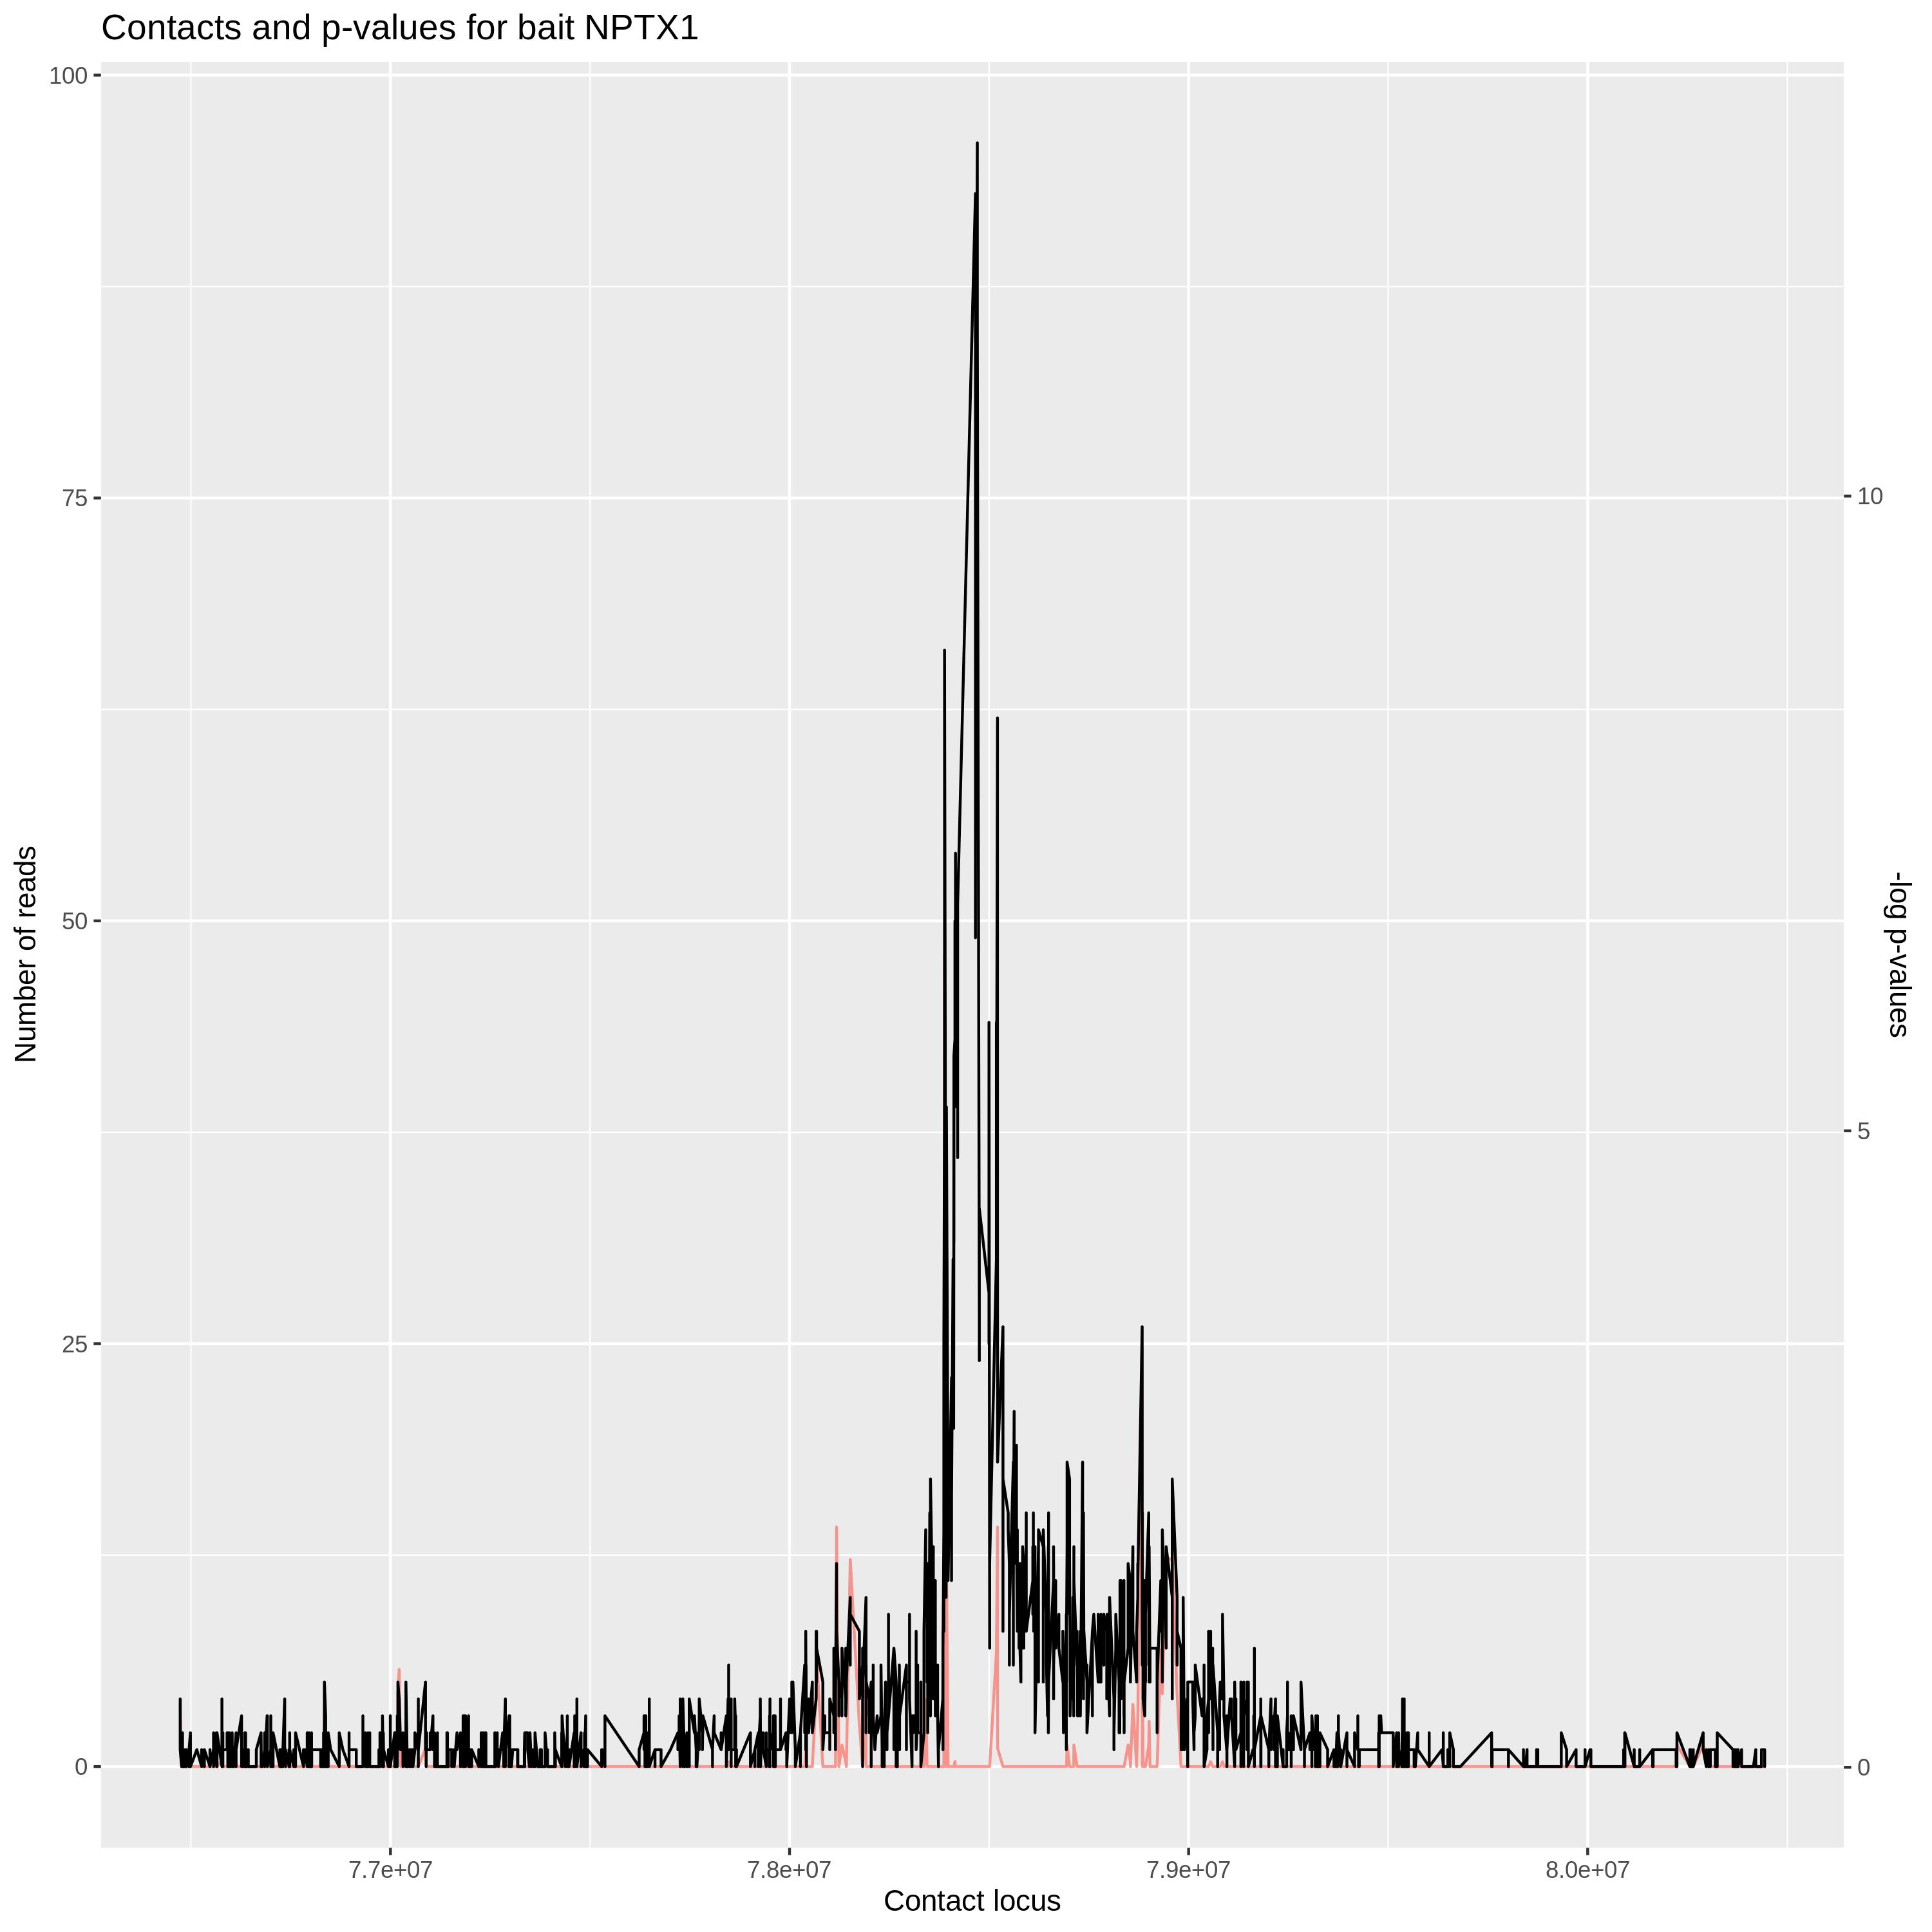 Contacts and p-values for bait NPTX1
100
75
50
25
0
Number of reads
10
5
0
-log p-values
7.7e+07
7.8e+07
7.9e+07
8.0e+07
Contact locus